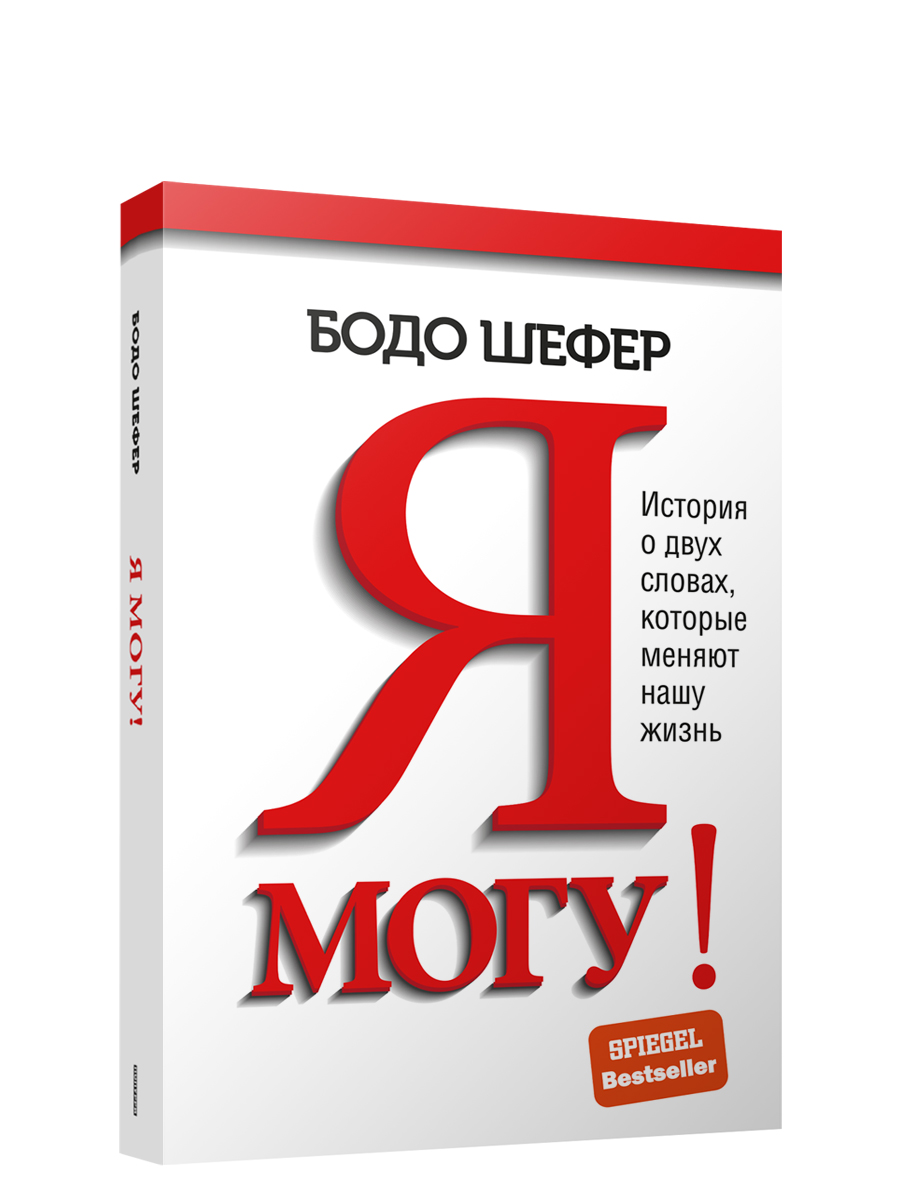 БОДО ШЕФЕР
Я
МОГУ!
История
о двух
словах,
которые
меняют
нашу
жизнь
SPIEGEL
Bestseller
БОДО ШЕФЕР
Я МОГУ!